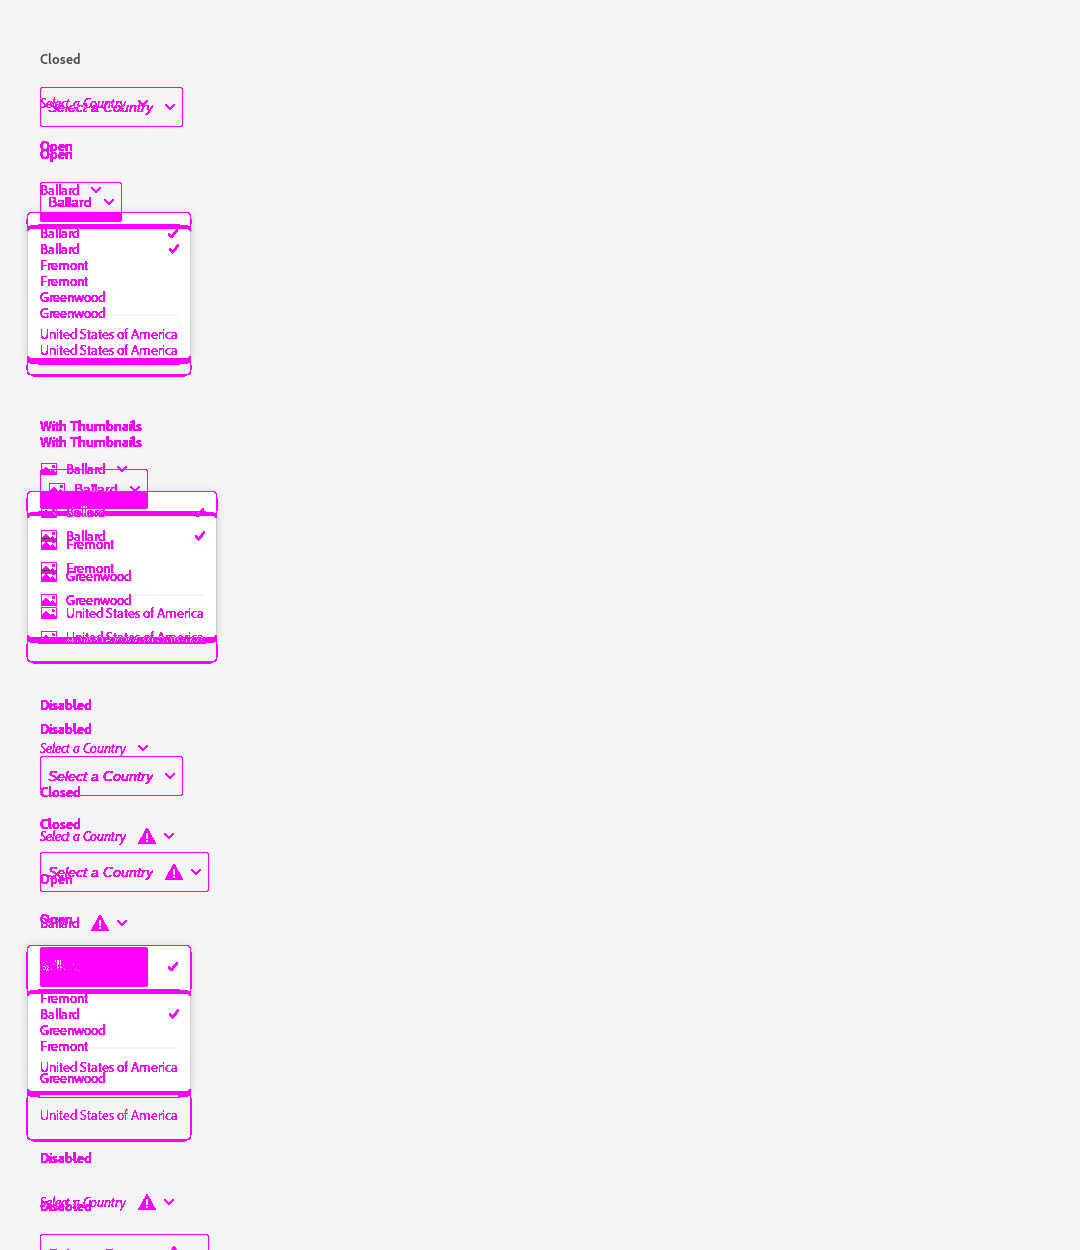 Closed
Select a Country
Select a Country
Open
Open
Ballard
Ballard
Ballard
Ballard
Fremont
Fremont
Greenwood
Greenwood
United States of America
United States of America
With Thumbnails
With Thumbnails
Ballard
Ballard
Ballard
Ballard
Fremont
Fremont
Greenwood
Greenwood
United States of America
United States of America
Disabled
Disabled
Select a Country
Select a Country
Closed
Closed
Select a Country
Select a Country
Open
Open
Ballard
Fremont
Ballard
Greenwood
Fremont
United States of America
Greenwood
United States of America
Disabled
Select a Country
Disabled